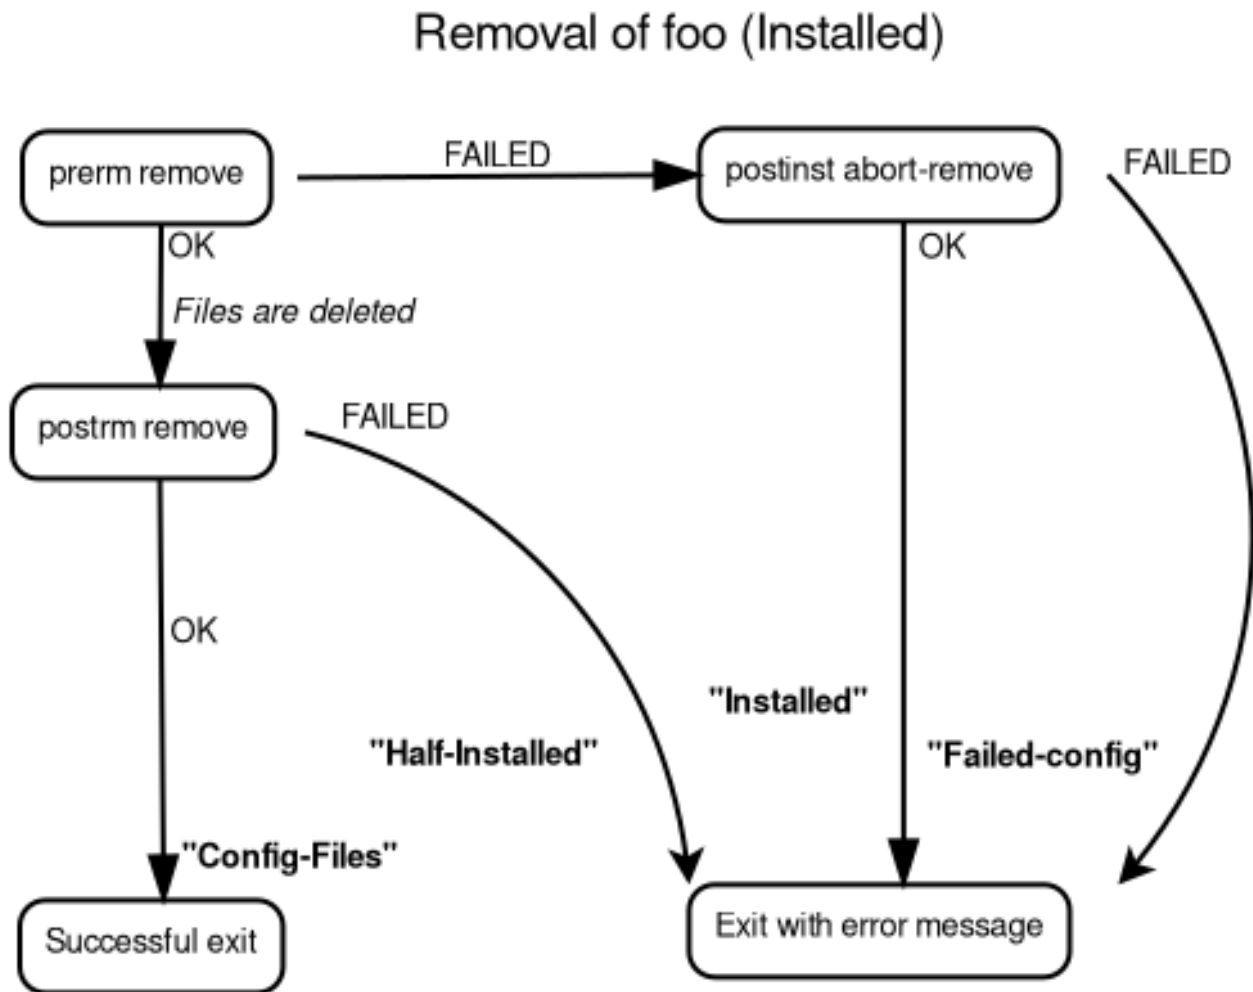 Removal of foo (Installed)
prerm remove
FAILED
postinst abort-remove
FAILED
OK
OK
Files are deleted
postrm remove
FAILED
OK
"Installed"
"Half-Installed"
"Failed-config"
"Config-Files"
Successful exit
Exit with error message